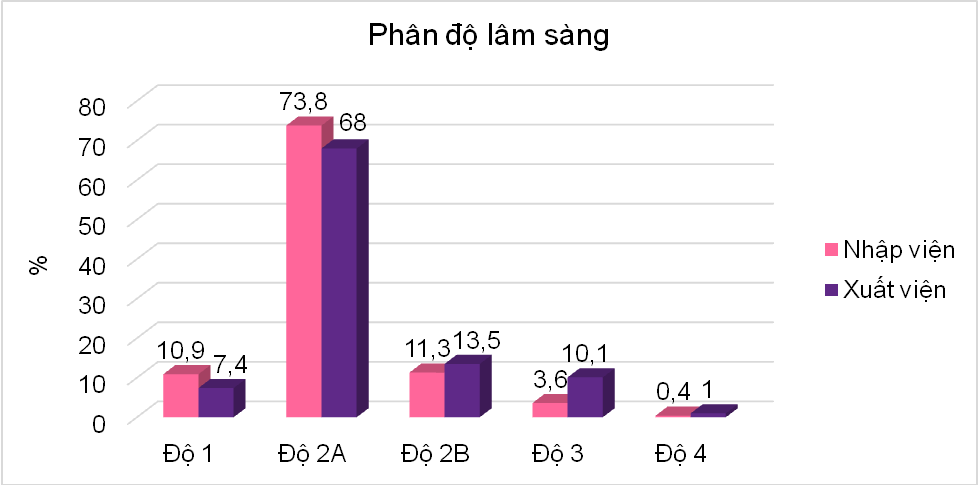 Phân độ lâm sàng
%
80
70
60
50
40
30
20
10
0
10,9
7,4
73,8
68
11,3
13,5
3,6
10,1
0,4
1
Độ 1
Độ 2A
Độ 2B
Độ 3
Độ 4
Nhập viện
Xuất viện